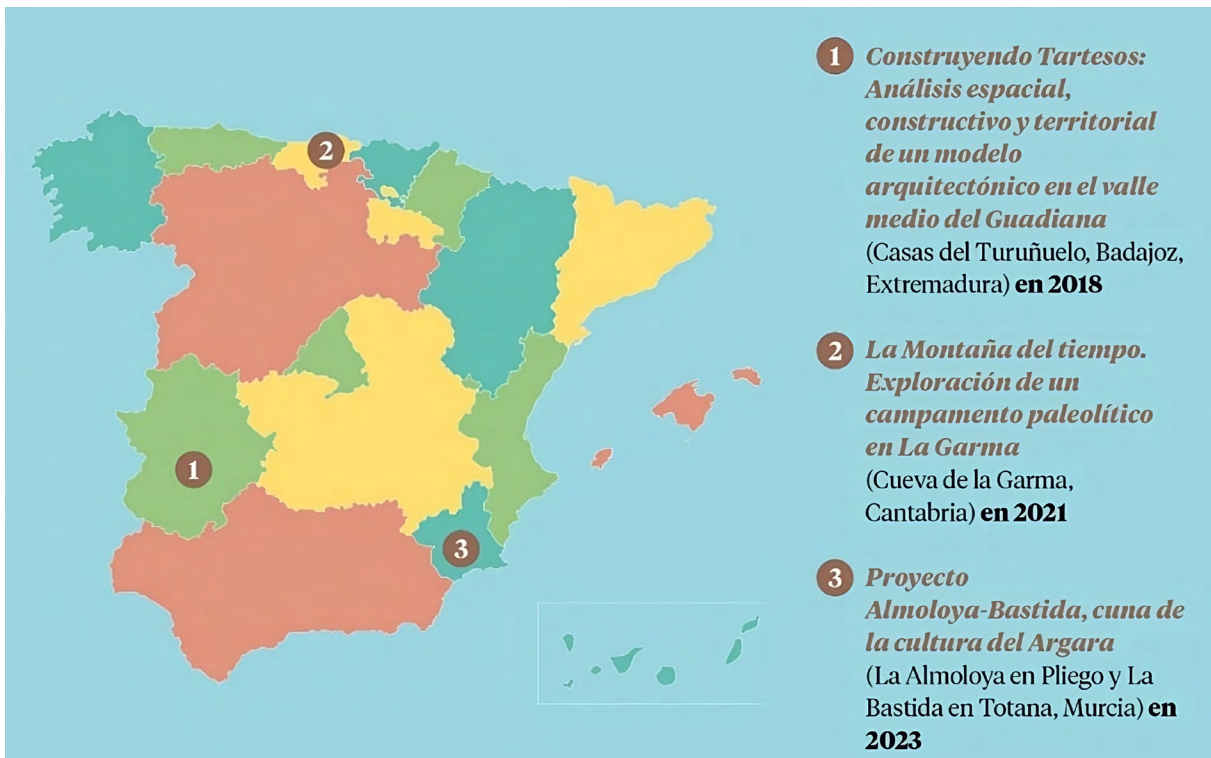 2
1
3
1 Construyendo Tartesos:
Análisis espacial,
constructivo y territorial
de un modelo
arquitectónico en el valle
medio del Guadiana
(Casas del Turuñuelo, Badajoz,
Extremadura) en 2018
2 La Montaña del tiempo.
Exploración de un
campamento paleolítico
en La Garma
(Cueva de la Garma,
Cantabria) en 2021
3 Proyecto
Almoloya-Bastida, cuna de
la cultura del Argara
(La Almoloya en Pliego y La
Bastida en Totana, Murcia) en
2023